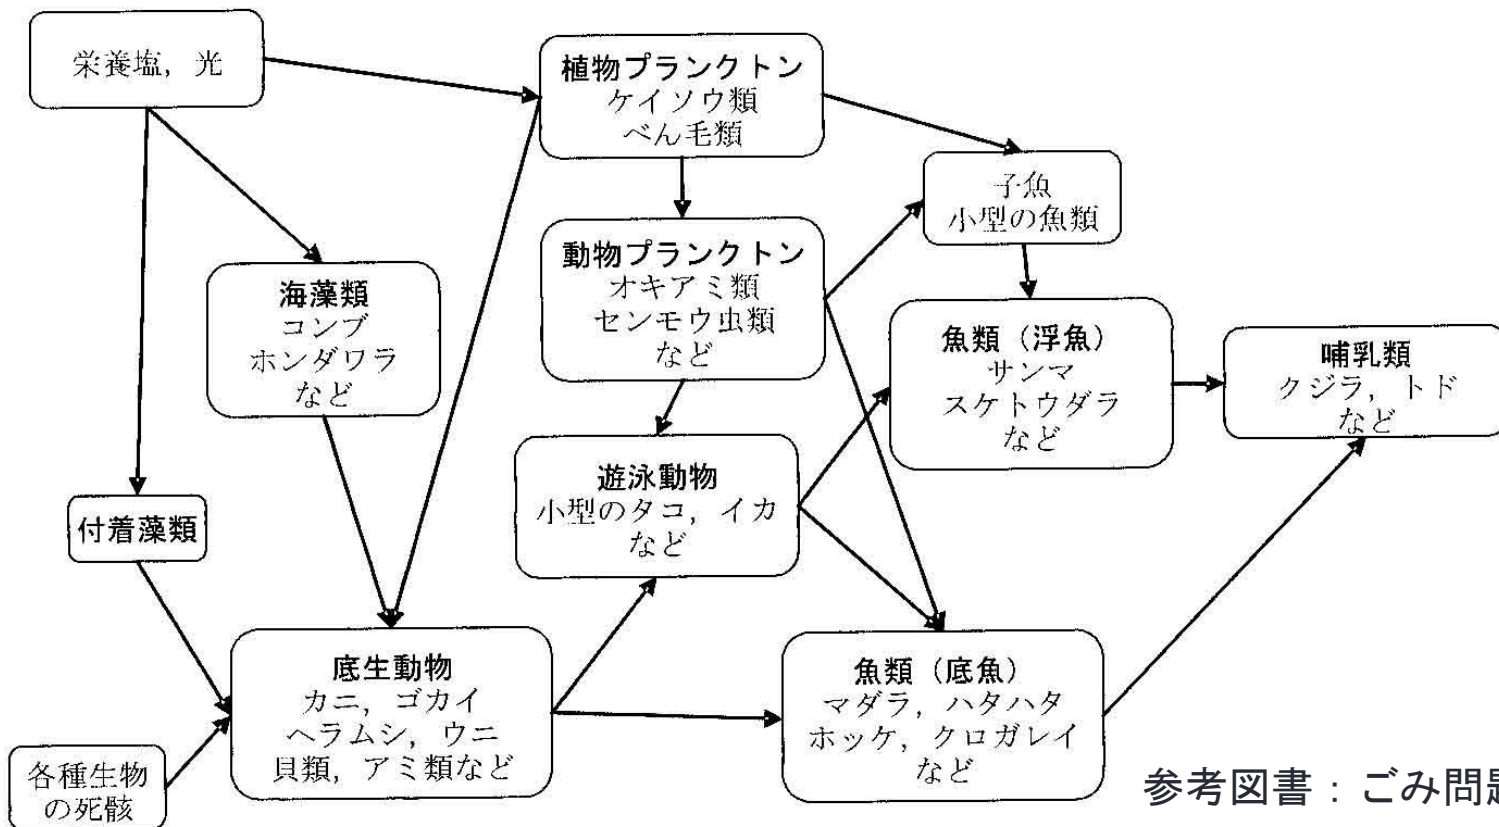 栄養塩，光
植物プランクトン
ケイソウ類
べん毛類
子魚
小型の魚類
動物プランクトン
オキアミ類
センモウ虫類
など
海藻類
コンブ
ホンダワラ
など
魚類（浮魚）
サンマ
スケトウダラ
など
哺乳類
クジラ，トド
など
遊泳動物
小型のタコ，イカ
など
付着藻類
底生動物
カニ，ゴカイ
ヘラムシ，ウニ
貝類，アミ類など
魚類（底魚）
マダラ，ハタハタ
ホッケ，クロガレイ
など
各種生物
の死骸
参考図書：ごみ問題